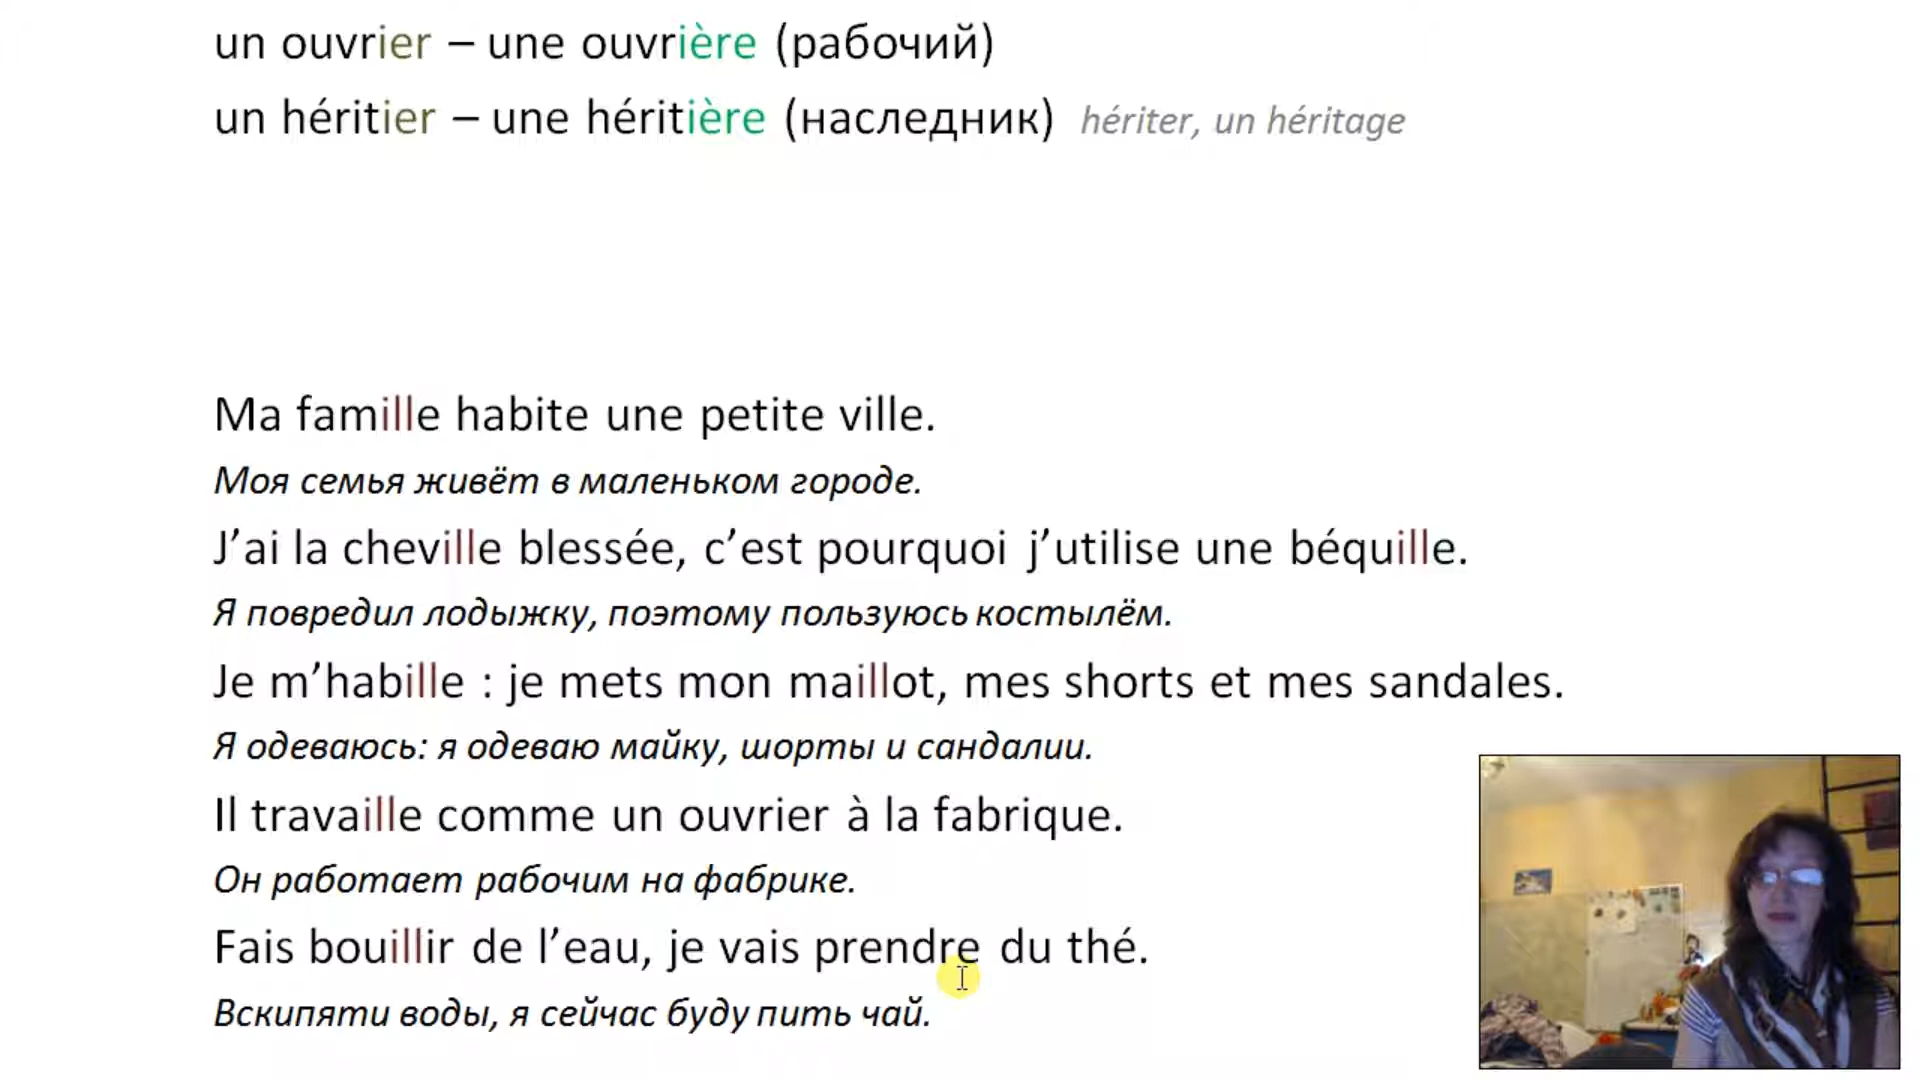 un ouvrier – une ouvrière (рабочий)
un héritier – une héritière (наследник) hériter, un héritage
Ma famille habite une petite ville.
Моя семья живёт в маленьком городе.
J’ai la cheville blessée, c’est pourquoi j’utilise une béquille.
Я повредил лодыжку, поэтому пользуюсь костылём.
Je m’habille : je mets mon maillot, mes shorts et mes sandales.
Я одеваюсь: я одеваю майку, шорты и сандалии.
Il travaille comme un ouvrier à la fabrique.
Он работает рабочим на фабрике.
Fais bouillir de l’eau, je vais prendre du thé.
Вскипяти воды, я сейчас буду пить чай.